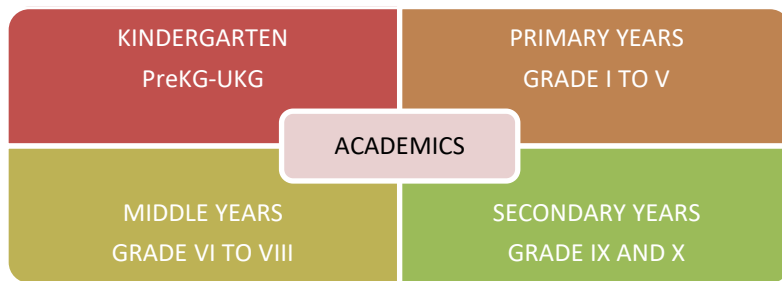 KINDERGARTEN
PreKG-UKG
PRIMARY YEARS
GRADE I TO V
ACADEMICS
MIDDLE YEARS
GRADE VI TO VIII
SECONDARY YEARS
GRADE IX AND X